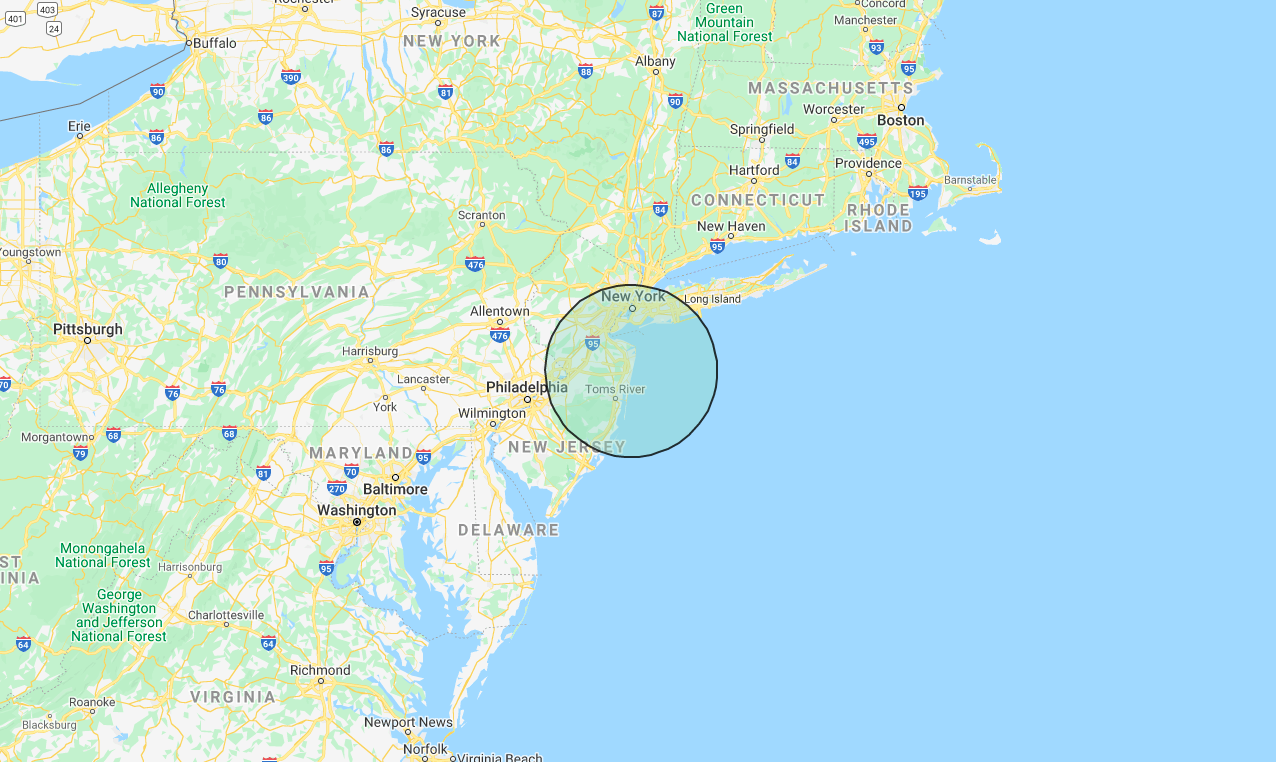 401
403
24
Rochester
Syracuse
NEW YORK
87
Green
Mountain
National Forest
Concord
Manchester
Buffalo
390
90
81
88
Albany
90
93
95
MASSACHUSETTS
Worcester
Boston
Erie
86
86
86
Springfield
495
Providence
Hartford
84
195
Barnstable
Allegheny
National Forest
Scranton
84
CONNECTICUT
RHODE
ISLAND
New Haven
95
Youngstown
80
476
PENNSYLVANIA
New York
Long Island
Allentown
476
95
Pittsburgh
Harrisburg
Lancaster
Philadelphia
Toms River
70
76
76
York
Wilmington
Morgantown
68
68
79
MARYLAND
95
NEW JERSEY
81
70
270
Baltimore
Washington
DELAWARE
Monongahela
National Forest
ST
INIA
Harrisonburg
95
George
Washington
and Jefferson
National Forest
Charlottesville
64
64
Richmond
VIRGINIA
Roanoke
Blacksburg
Newport News
Norfolk
Virginia Beach